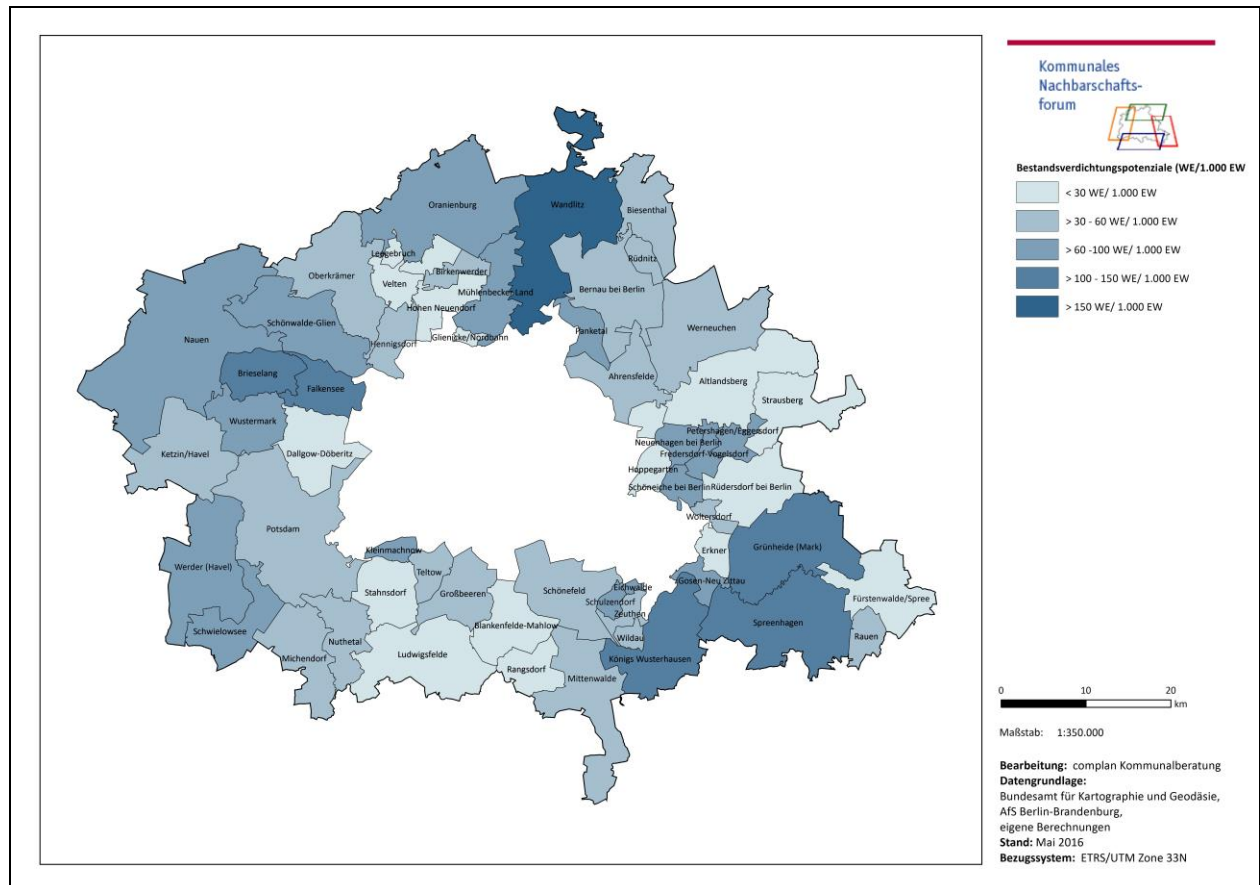 Kommunales
Nachbarschafts-
forum
Bestandsverdichtungspotenziale (WE/1.000 EW
< 30 WE/ 1.000 EW
> 30 - 60 WE/ 1.000 EW
> 60 -100 WE/ 1.000 EW
> 100 - 150 WE/ 1.000 EW
> 150 WE/ 1.000 EW
Oranienburg
Wandlitz
Biesenthal
Leegebruch
Birkenwerder
Rüdnitz
Oberkrämer
Velten
Mühlenbecker Land
Bernau bei Berlin
Hohen Neuendorf
Schönwalde-Glien
Werneuchen
Nauen
Hennigsdorf
Glienicke/Nordbahn
Panketal
Brieselang
Ahrensfelde
Falkensee
Altlandsberg
Strausberg
Wustermark
Petershagen/Eggersdorf
Neuenhagen bei Berlin
Dallgow-Döberitz
Ketzin/Havel
Fredersdorf-Vogelsdorf
Hoppegarten
Schöneiche bei Berlin
Rüdersdorf bei Berlin
Woltersdorf
Potsdam
Kleinmachnow
Erkner
Grünheide (Mark)
Teltow
Gosen-Neu Zittau
Werder (Havel)
Stahnsdorf
Großbeeren
Schönefeld
Eichwalde
Schulzendorf
Fürstenwalde/Spree
Zeuthen
Blankenfelde-Mahlow
Spreenhagen
Schwielowsee
Nuthetal
Wildau
Rauen
Michendorf
Ludwigsfelde
Rangsdorf
Königs Wusterhausen
Mittenwalde
0 10 20
km
Maßstab: 1:350.000
Bearbeitung: complan Kommunalberatung
Datengrundlage:
Bundesamt für Kartographie und Geodäsie,
AfS Berlin-Brandenburg,
eigene Berechnungen
Stand: Mai 2016
Bezugssystem: ETRS/UTM Zone 33N